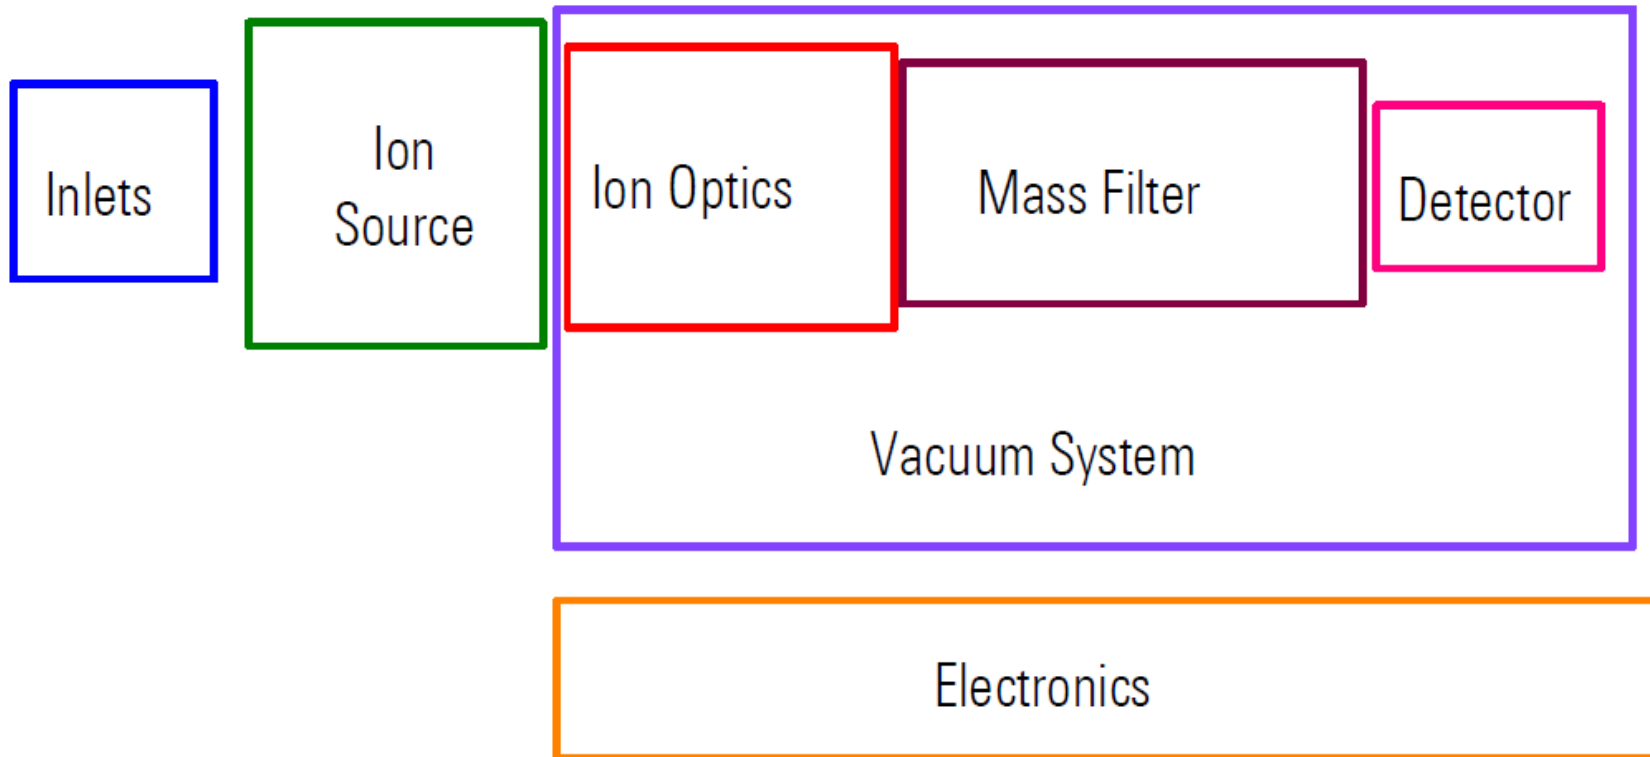 Inlets
Ion
Source
Ion Optics
Mass Filter
Detector
Vacuum System
Electronics